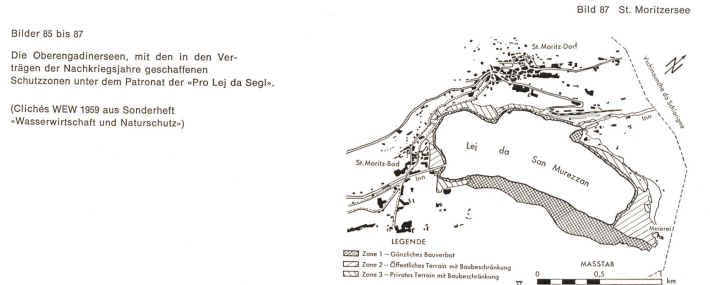 Bild 87 St. Moritzersee
Bilder 85 bis 87
Die Oberengadinerseen, mit den in den Ver-
trägen der Nachkriegsjahre geschaffenen
Schutzzonen unter dem Patronat der «Pro Lej da Segl».
(Clichés WEW 1959 aus Sonderheft
«Wasserwirtschaft und Naturschutz»)
St. Moritz-Dorf
Vschinauncha da Schlarigna
Inn
Lej da San Murezzan
St. Moritz-Bad
Inn
Meierei
LEGENDE
Zone 1 – Gänzliches Bauverbot
Zone 2 – Öffentliches Terrain mit Baubeschränkung
Zone 3 – Privates Terrain mit Baubeschränkung
MASSTAB
0 0,5 1 km